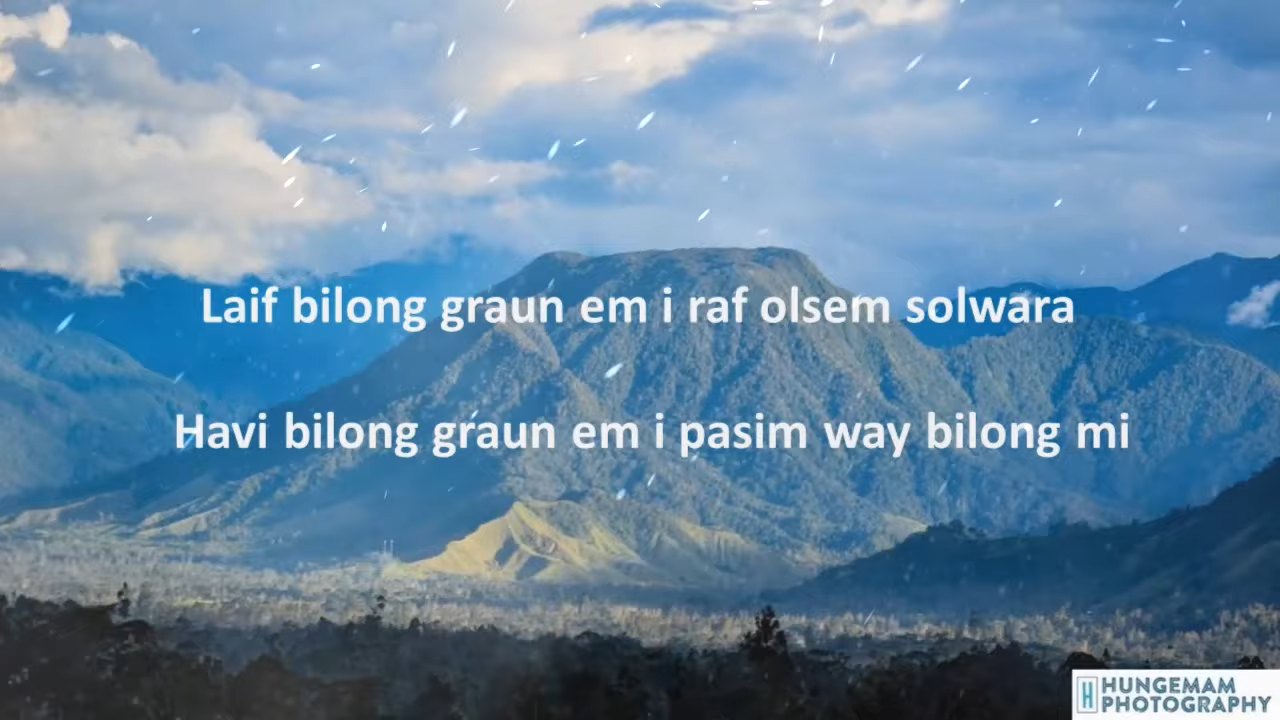 Laif bilong graun em i raf olsem solwara
Havi bilong graun em i pasim way bilong mi
HUNGEMAM
PHOTOGRAPHY